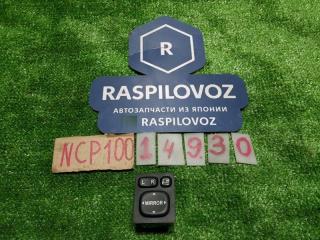 R
RASPILOVOZ
АВТОЗАПЧАСТИ ИЗ ЯПОНИИ
RASPILOVOZ
NCP100 14930
L R
MIRROR